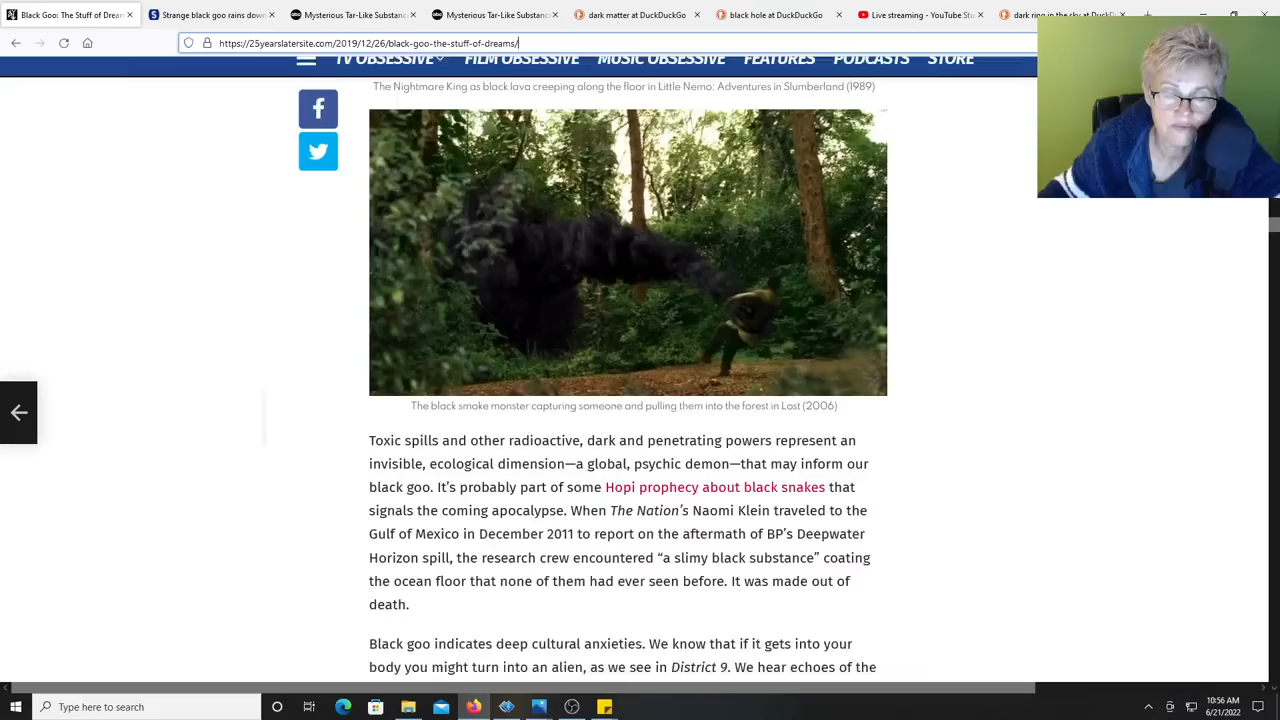 Black Goo: The Stuff of Dream
Strange black goo rains down
Mysterious Tar-Like Substanc
Mysterious Tar-Like Substanc
dark matter at DuckDuckGo
black hole at DuckDuckGo
Live streaming - YouTube Stu
dark ring in the sky at DuckDu
https://25yearslatersite.com/2019/12/26/black-goo-the-stuff-of-dreams/
TV OBSESSIVE
FILM OBSESSIVE
MUSIC OBSESSIVE
FEATURES
PODCASTS
STORE
The Nightmare King as black lava creeping along the floor in Little Nemo: Adventures in Slumberland (1989)
The black smoke monster capturing someone and pulling them into the forest in Lost (2006)
Toxic spills and other radioactive, dark and penetrating powers represent an
invisible, ecological dimension—a global, psychic demon—that may inform our
black goo. It's probably part of some Hopi prophecy about black snakes that
signals the coming apocalypse. When The Nation's Naomi Klein traveled to the
Gulf of Mexico in December 2011 to report on the aftermath of BP's Deepwater
Horizon spill, the research crew encountered “a slimy black substance” coating
the ocean floor that none of them had ever seen before. It was made out of
death.
Black goo indicates deep cultural anxieties. We know that if it gets into your
body you might turn into an alien, as we see in District 9. We hear echoes of the
Type here to search
10:56 AM
6/21/2022